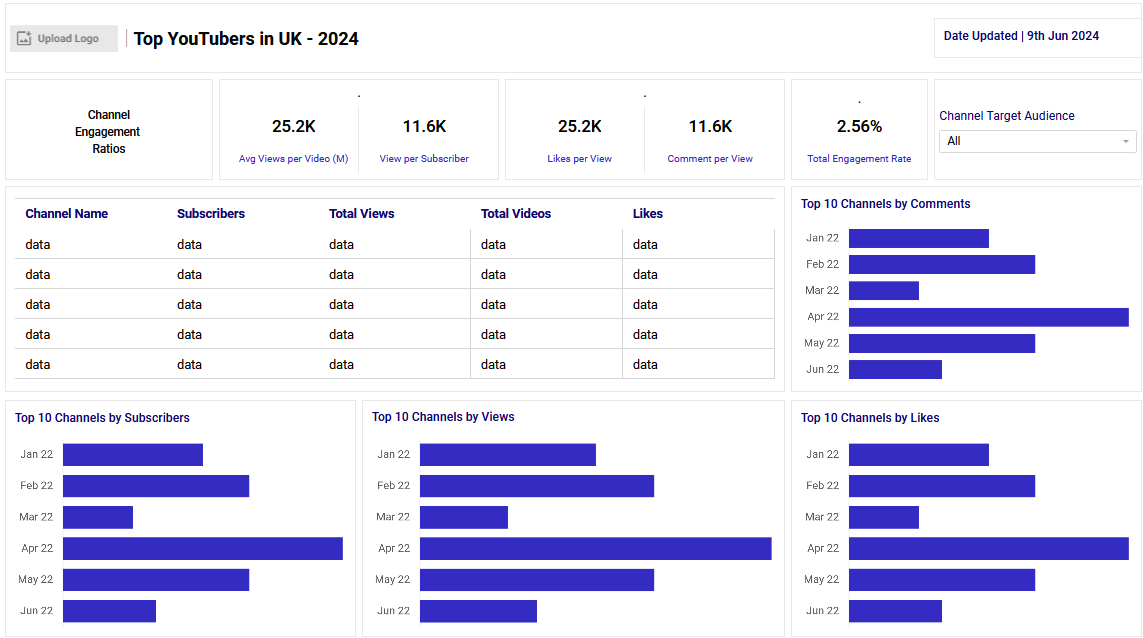 Upload Logo
Top YouTubers in UK - 2024
Date Updated | 9th Jun 2024
Channel
Engagement
Ratios
.
25.2K
11.6K
Avg Views per Video (M)
View per Subscriber
.
25.2K
11.6K
Likes per View
Comment per View
.
2.56%
Total Engagement Rate
Channel Target Audience
All
Channel Name Subscribers Total Views Total Videos Likes
data data data data data
data data data data data
data data data data data
data data data data data
data data data data data
Top 10 Channels by Comments
Jan 22
Feb 22
Mar 22
Apr 22
May 22
Jun 22
Top 10 Channels by Subscribers
Jan 22
Feb 22
Mar 22
Apr 22
May 22
Jun 22
Top 10 Channels by Views
Jan 22
Feb 22
Mar 22
Apr 22
May 22
Jun 22
Top 10 Channels by Likes
Jan 22
Feb 22
Mar 22
Apr 22
May 22
Jun 22